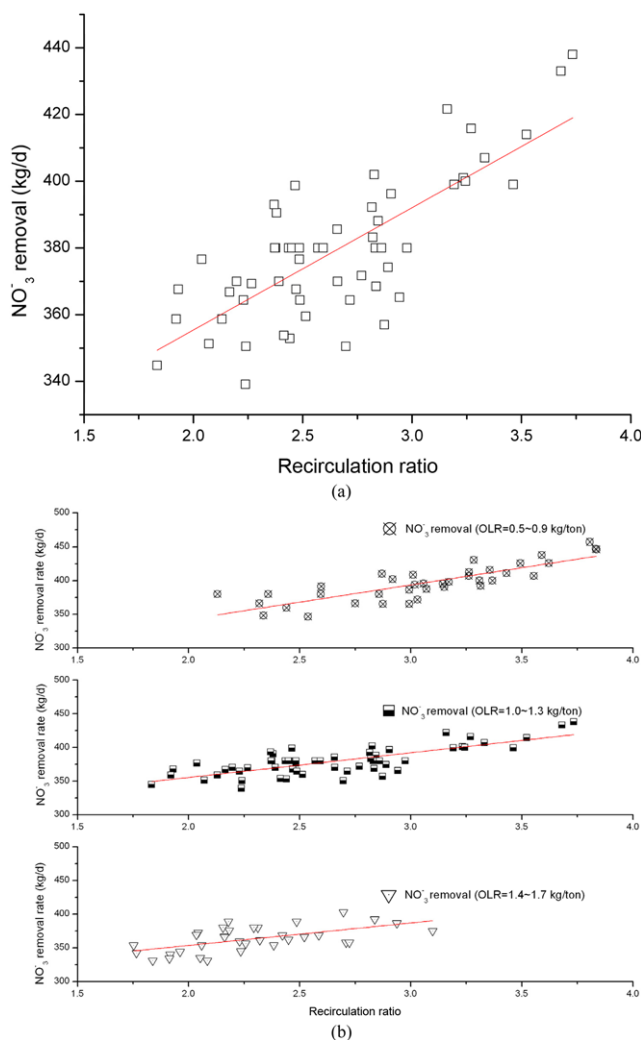 440
420
400
380
360
340
NO₃⁻ removal (kg/d)
1.5 2.0 2.5 3.0 3.5 4.0
Recirculation ratio
(a)
500
450
400
350
300
NO₃⁻ removal rate (kg/d)
NO₃⁻ removal (OLR=0.5~0.9 kg/ton)
1.5 2.0 2.5 3.0 3.5 4.0
500
450
400
350
300
NO₃⁻ removal rate (kg/d)
NO₃⁻ removal (OLR=1.0~1.3 kg/ton)
1.5 2.0 2.5 3.0 3.5 4.0
500
450
400
350
300
NO₃⁻ removal rate (kg/d)
NO₃⁻ removal (OLR=1.4~1.7 kg/ton)
1.5 2.0 2.5 3.0 3.5 4.0
Recirculation ratio
(b)